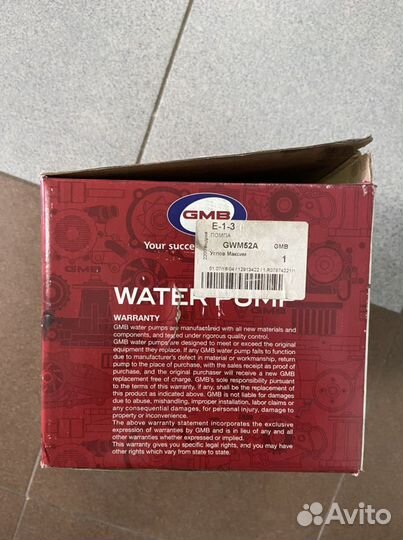 GMB
E-1-3
ПОМПА
GWM52A GMB
Углов Максим
1
Your succe
WATER PUMP
WARRANTY
GMB water pumps are manufactured with all new materials and
components, and tested under rigorous quality control.
GMB water pumps are designed to meet or exceed the original
equipment they replace. If any GMB water pump fails to function
due to manufacturer's defect in material or workmanship, return
pump to the place of purchase, with the sales receipt as proof of
purchase, and the original purchaser will receive a new GMB
replacement free of charge. GMB's sole responsibility pursuant
to the terms of this warranty, if any, shall be the replacement of
this product as indicated above. GMB is not liable for damages
due to abuse, mishandling, improper installation, labor claims or
any consequential damages, for personal injury, damage to
property or inconvenience.
The above warranty statement incorporates the exclusive
expression of warranties by GMB and is in lieu of any and all
other warranties whether expressed or implied.
This warranty gives you specific legal rights, and you may have
other rights which vary from state to state.
Avito